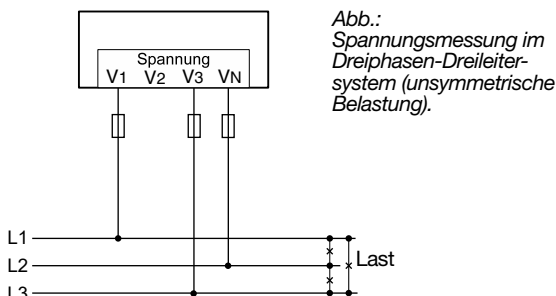 Abb.:
Spannungsmessung im
Dreiphasen-Dreileiter-
system (unsymmetrische
Belastung).
Spannung
V1 V2 V3 VN
L1
L2
Last
L3